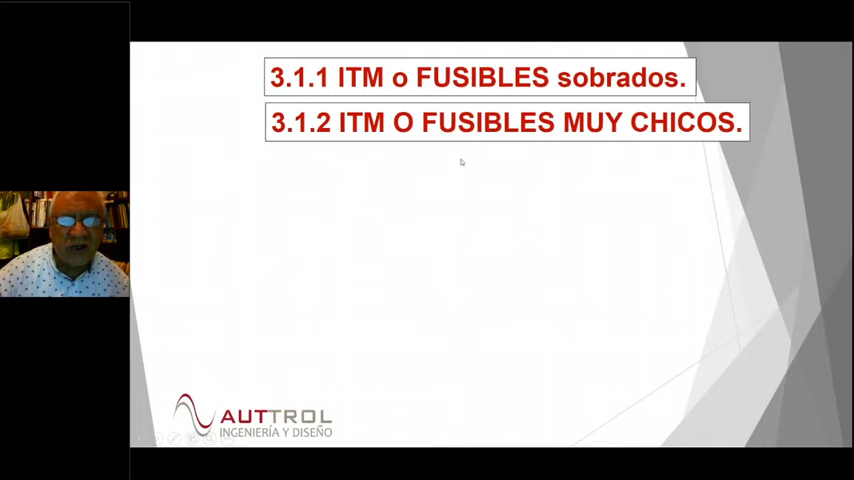 3.1.1 ITM o FUSIBLES sobrados.
3.1.2 ITM O FUSIBLES MUY CHICOS.
AUTTROL
INGENIERÍA Y DISEÑO